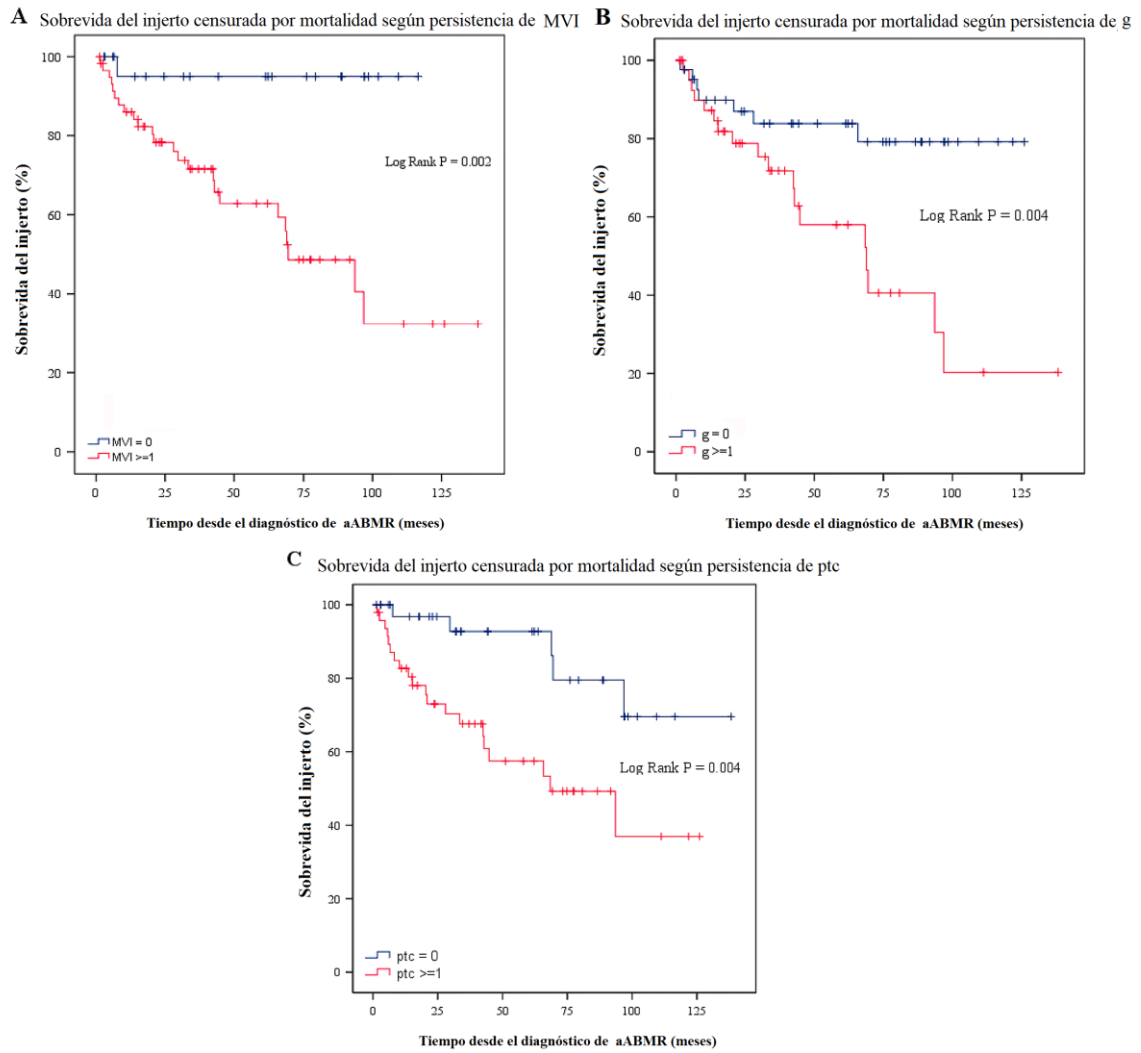 A Sobrevida del injerto censurada por mortalidad según persistencia de MVI
Sobrevida del injerto (%)
100
80
60
40
20
0
Log Rank P = 0.002
MVI = 0
MVI >=1
0 25 50 75 100 125
Tiempo desde el diagnóstico de aABMR (meses)
B Sobrevida del injerto censurada por mortalidad según persistencia de g
Sobrevida del injerto (%)
100
80
60
40
20
0
Log Rank P = 0.004
g = 0
g >=1
0 25 50 75 100 125
Tiempo desde el diagnóstico de aABMR (meses)
C Sobrevida del injerto censurada por mortalidad según persistencia de ptc
Sobrevida del injerto (%)
100
80
60
40
20
0
Log Rank P = 0.004
ptc = 0
ptc >=1
0 25 50 75 100 125
Tiempo desde el diagnóstico de aABMR (meses)